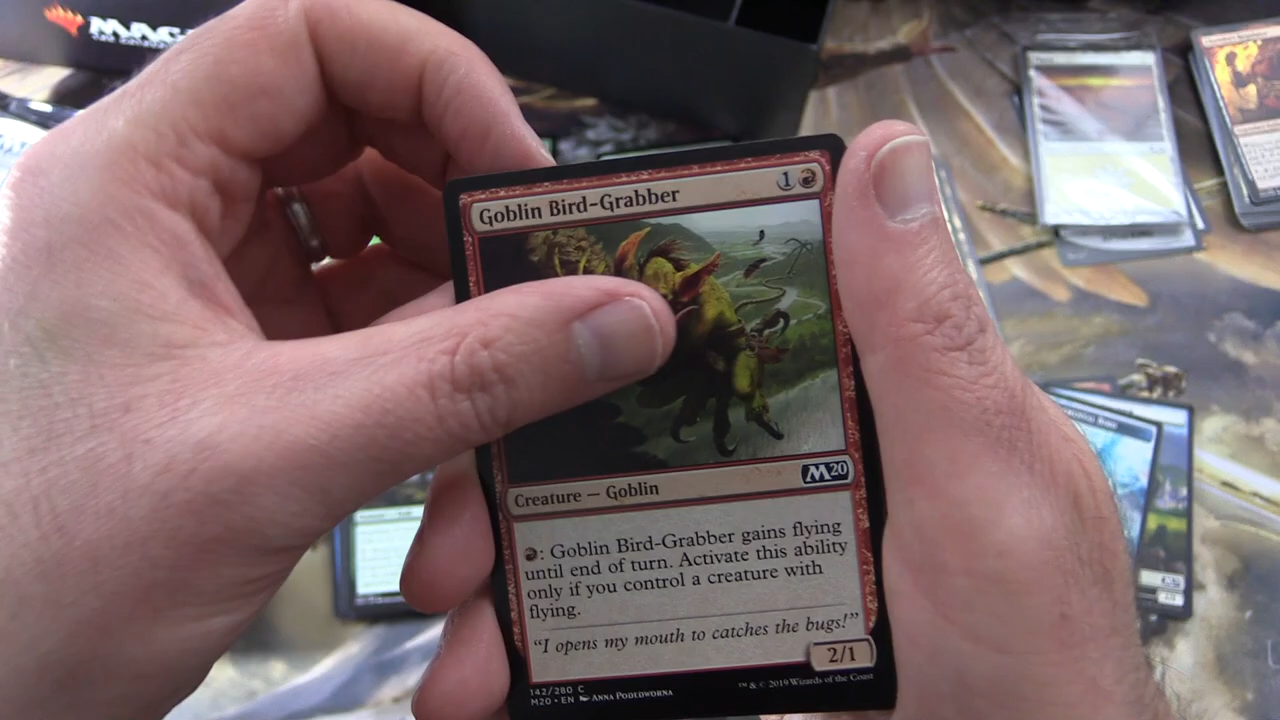 MAG
Goblin Bird-Grabber
1
Creature — Goblin
M20
: Goblin Bird-Grabber gains flying
until end of turn. Activate this ability
only if you control a creature with
flying.
“I opens my mouth to catches the bugs!”
2/1
142/280 C
M20 • EN Anna Podedworna
™ & © 2019 Wizards of the Coast